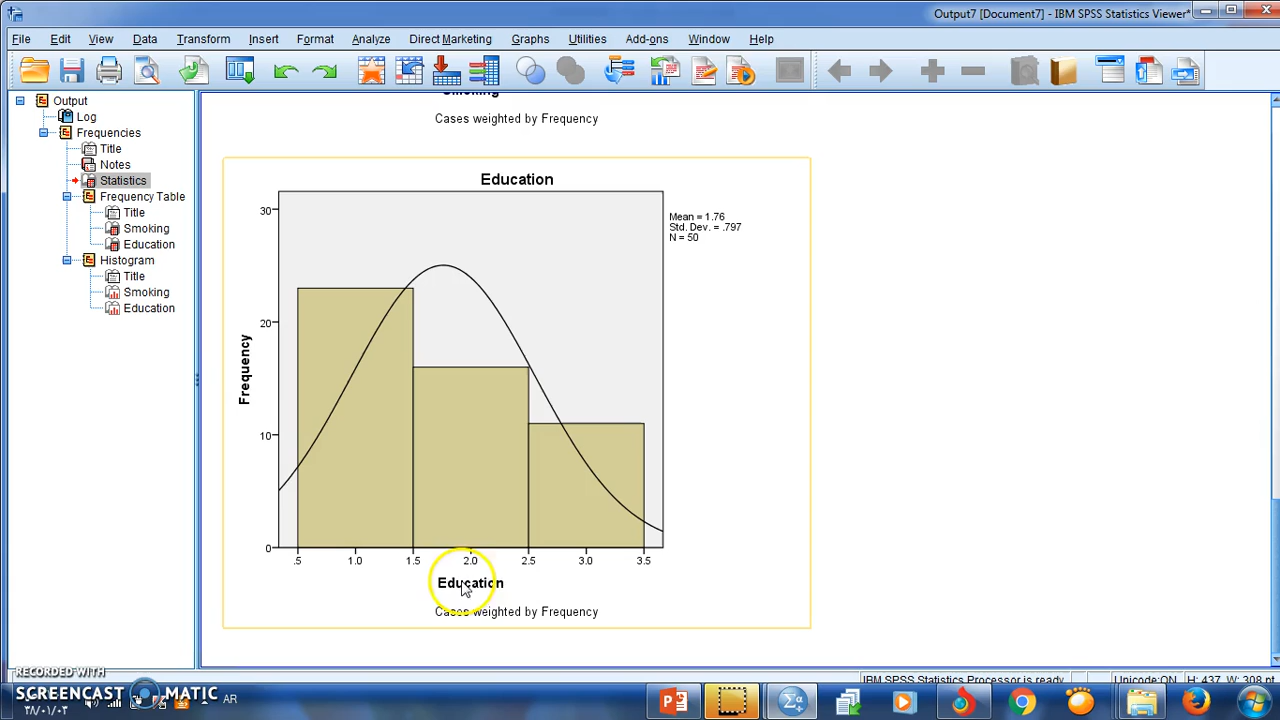 Output7 [Document7] - IBM SPSS Statistics Viewer*
File Edit View Data Transform Insert Format Analyze Direct Marketing Graphs Utilities Add-ons Window Help
Output
Log
Frequencies
Title
Notes
Statistics
Frequency Table
Title
Smoking
Education
Histogram
Title
Smoking
Education
Smoking
Cases weighted by Frequency
Education
Mean = 1.76
Std. Dev. = .797
N = 50
30
20
10
0
Frequency
.5 1.0 1.5 2.0 2.5 3.0 3.5
Education
Cases weighted by Frequency
IBM SPSS Statistics Processor is ready
Unicode:ON
H: 437, W: 308 pt.
RECORDED WITH
SCREENCAST MATIC
AR
٣٨/٠١/٠٣